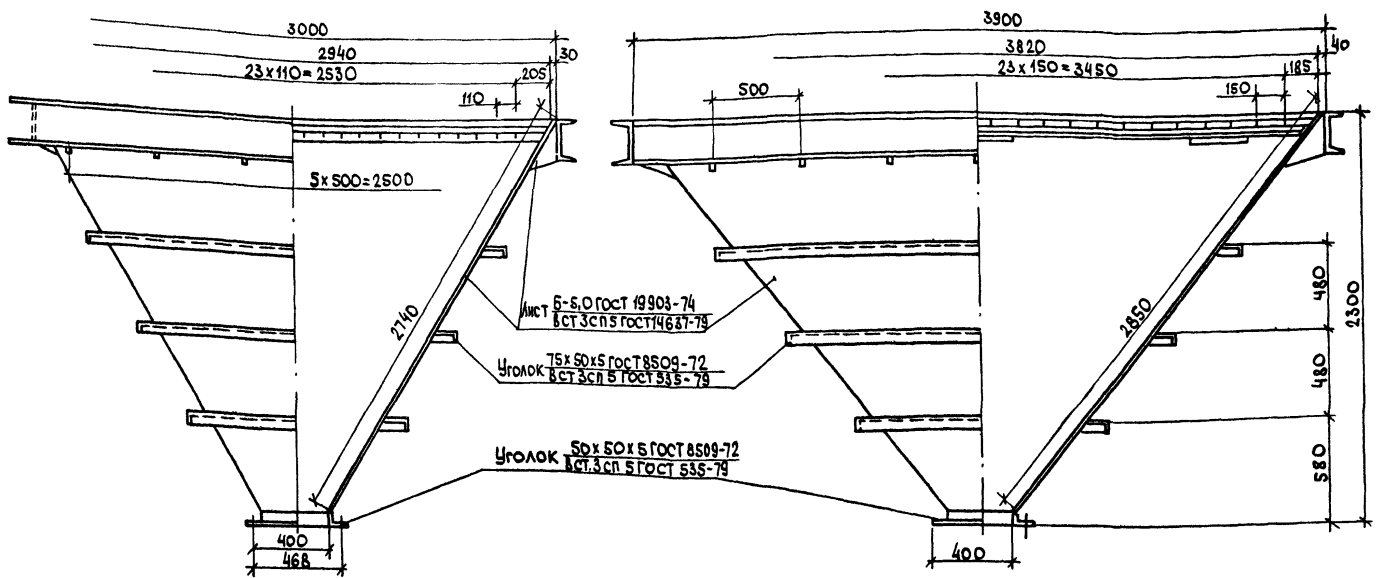 3000
2940
30
23х110=2530
205
110
5х500=2500
3900
3820
40
23х150=3450
185
500
150
2740
2850
Лист Б-5,0 ГОСТ 19903-74
ВСТ3сп5 ГОСТ14637-79
Уголок 75х50х5 ГОСТ 8509-72
ВСТ3сп5 ГОСТ 535-79
Уголок 50х50х5 ГОСТ 8509-72
ВСТ.3сп5 ГОСТ 535-79
480
480
580
2300
400
468
400